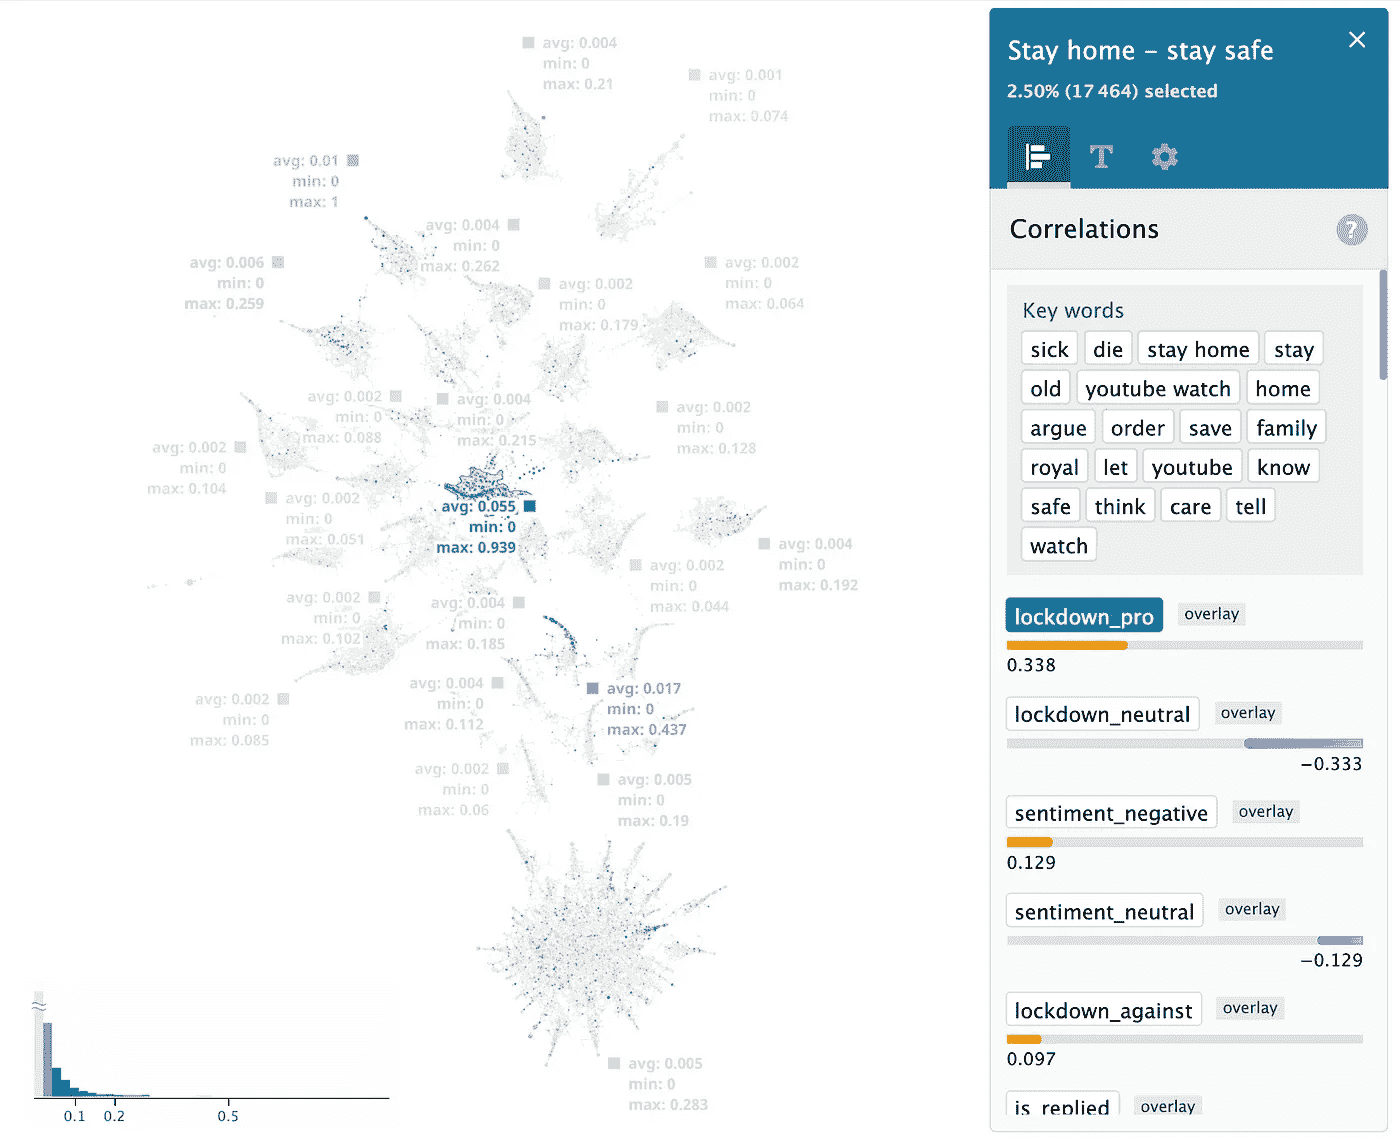 avg: 0.004
min: 0
max: 0.21
avg: 0.001
min: 0
max: 0.074
avg: 0.01
min: 0
max: 1
avg: 0.004
min: 0
max: 0.262
avg: 0.006
min: 0
max: 0.259
avg: 0.002
min: 0
max: 0.179
avg: 0.002
min: 0
max: 0.064
avg: 0.002
min: 0
max: 0.088
avg: 0.004
min: 0
max: 0.215
avg: 0.002
min: 0
max: 0.128
avg: 0.002
min: 0
max: 0.104
avg: 0.002
min: 0
max: 0.051
avg: 0.055
min: 0
max: 0.939
avg: 0.004
min: 0
max: 0.192
avg: 0.002
min: 0
max: 0.044
avg: 0.002
min: 0
max: 0.102
avg: 0.004
min: 0
max: 0.185
avg: 0.002
min: 0
max: 0.085
avg: 0.004
min: 0
max: 0.112
avg: 0.017
min: 0
max: 0.437
avg: 0.002
min: 0
max: 0.06
avg: 0.005
min: 0
max: 0.19
avg: 0.005
min: 0
max: 0.283
0.1 0.2 0.5
Stay home – stay safe
2.50% (17 464) selected
T
Correlations ?
Key words
sick die stay home stay
old youtube watch home
argue order save family
royal let youtube know
safe think care tell
watch
lockdown_pro overlay
0.338
lockdown_neutral overlay
−0.333
sentiment_negative overlay
0.129
sentiment_neutral overlay
−0.129
lockdown_against overlay
0.097
is_replied overlay